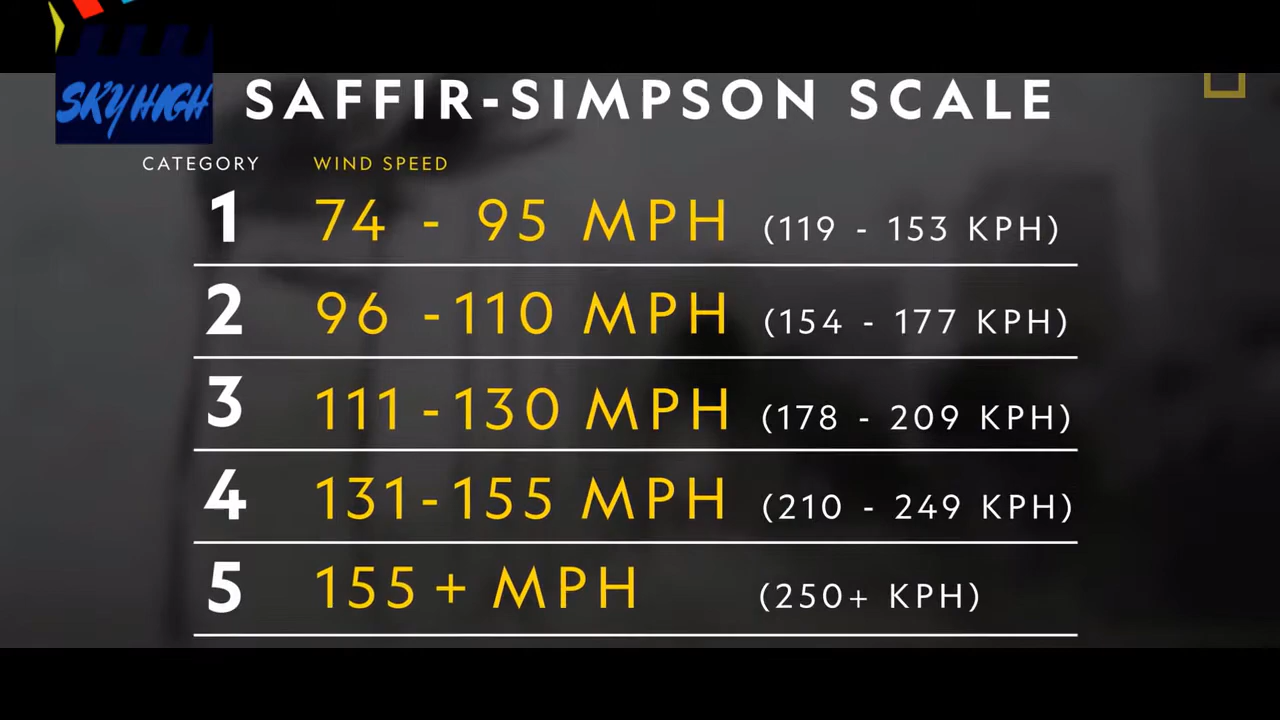 SKYHIGH
SAFFIR-SIMPSON SCALE
CATEGORY WIND SPEED
1 74 - 95 MPH (119 - 153 KPH)
2 96 -110 MPH (154 - 177 KPH)
3 111 -130 MPH (178 - 209 KPH)
4 131-155 MPH (210 - 249 KPH)
5 155+ MPH (250+ KPH)